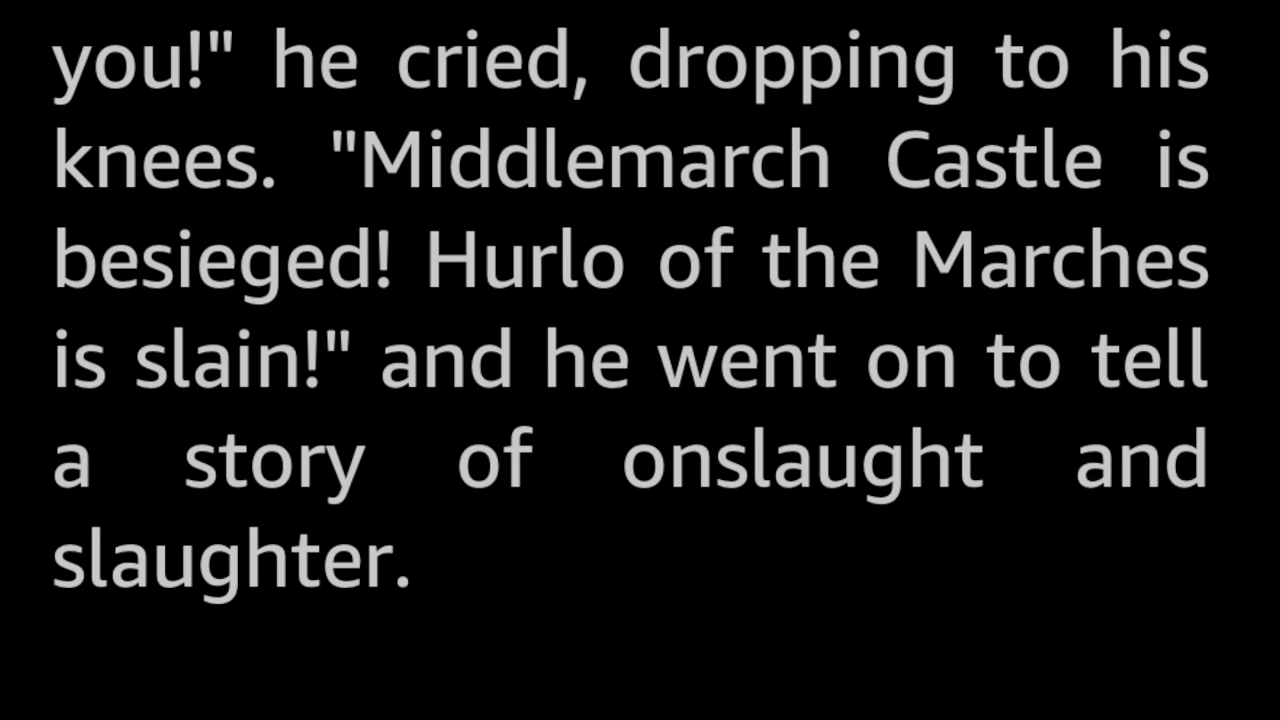 you!" he cried, dropping to his
knees. "Middlemarch Castle is
besieged! Hurlo of the Marches
is slain!" and he went on to tell
a story of onslaught and
slaughter.